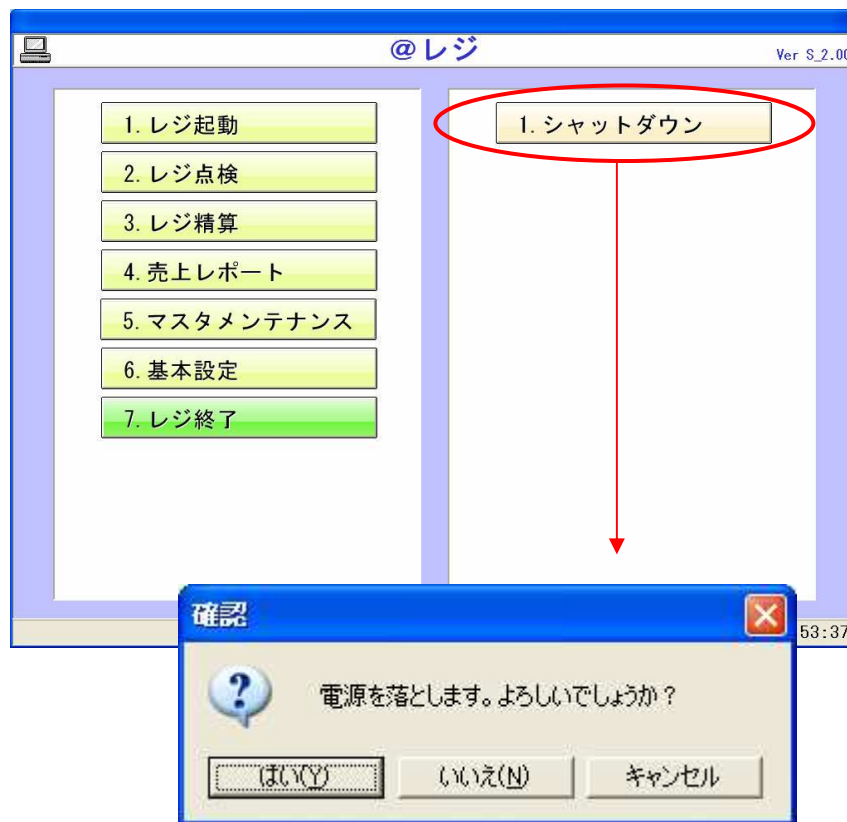 @レジ
Ver S_2.00
1.レジ起動
2.レジ点検
3.レジ精算
4.売上レポート
5.マスタメンテナンス
6.基本設定
7.レジ終了
1.シャットダウン
53:37
確認
電源を落とします。よろしいでしょうか？
はい(Y)
いいえ(N)
キャンセル